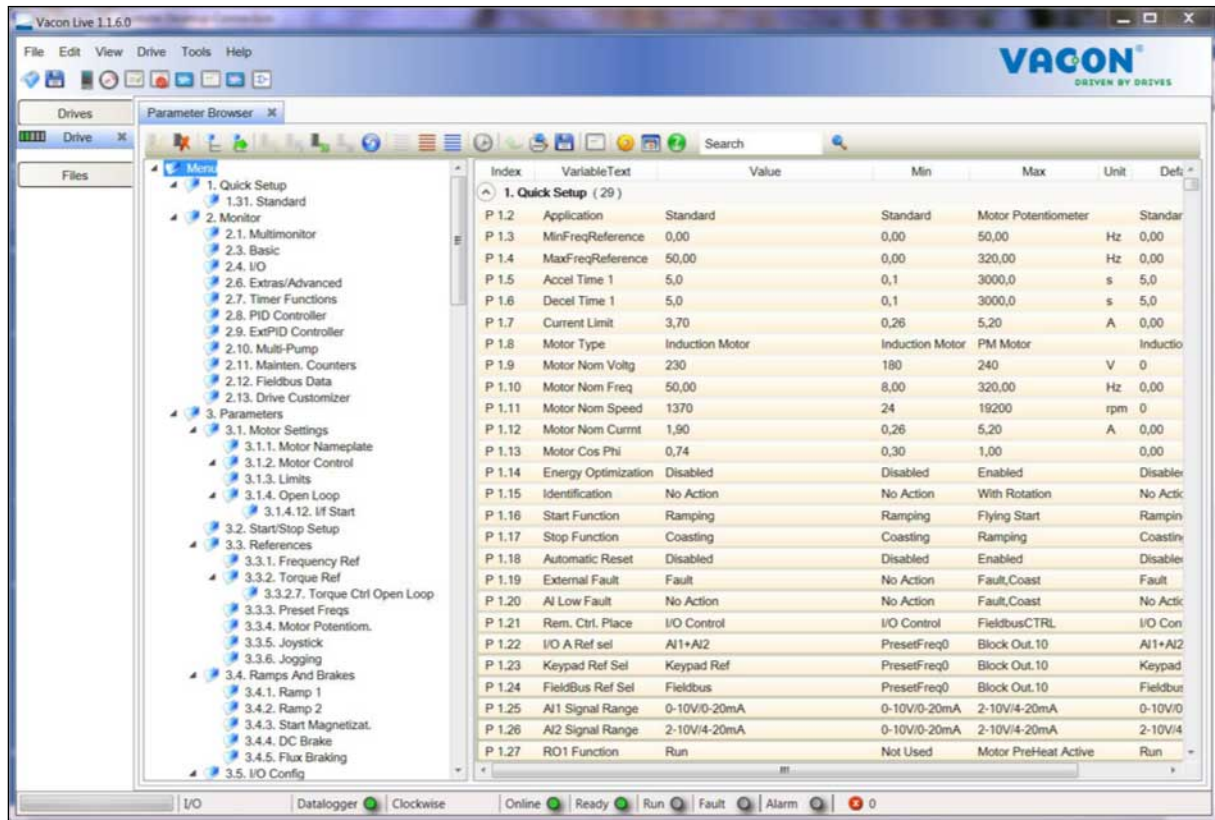 Vacon Live 1.1.6.0
File Edit View Drive Tools Help
VACON®
DRIVEN BY DRIVES
Drives
Drive
Files
Parameter Browser
Search
Menu
1. Quick Setup
1.31. Standard
2. Monitor
2.1. Multimonitor
2.3. Basic
2.4. I/O
2.6. Extras/Advanced
2.7. Timer Functions
2.8. PID Controller
2.9. ExtPID Controller
2.10. Multi-Pump
2.11. Mainten. Counters
2.12. Fieldbus Data
2.13. Drive Customizer
3. Parameters
3.1. Motor Settings
3.1.1. Motor Nameplate
3.1.2. Motor Control
3.1.3. Limits
3.1.4. Open Loop
3.1.4.12. I/f Start
3.2. Start/Stop Setup
3.3. References
3.3.1. Frequency Ref
3.3.2. Torque Ref
3.3.2.7. Torque Ctrl Open Loop
3.3.3. Preset Freqs
3.3.4. Motor Potentiom.
3.3.5. Joystick
3.3.6. Jogging
3.4. Ramps And Brakes
3.4.1. Ramp 1
3.4.2. Ramp 2
3.4.3. Start Magnetizat.
3.4.4. DC Brake
3.4.5. Flux Braking
3.5. I/O Config
Index VariableText Value Min Max Unit Defa
1. Quick Setup (29)
P 1.2 Application Standard Standard Motor Potentiometer Standar
P 1.3 MinFreqReference 0,00 0,00 50,00 Hz 0,00
P 1.4 MaxFreqReference 50,00 0,00 320,00 Hz 0,00
P 1.5 Accel Time 1 5,0 0,1 3000,0 s 5,0
P 1.6 Decel Time 1 5,0 0,1 3000,0 s 5,0
P 1.7 Current Limit 3,70 0,26 5,20 A 0,00
P 1.8 Motor Type Induction Motor Induction Motor PM Motor Inductio
P 1.9 Motor Nom Voltg 230 180 240 V 0
P 1.10 Motor Nom Freq 50,00 8,00 320,00 Hz 0,00
P 1.11 Motor Nom Speed 1370 24 19200 rpm 0
P 1.12 Motor Nom Currnt 1,90 0,26 5,20 A 0,00
P 1.13 Motor Cos Phi 0,74 0,30 1,00 0,00
P 1.14 Energy Optimization Disabled Disabled Enabled Disable
P 1.15 Identification No Action No Action With Rotation No Actic
P 1.16 Start Function Ramping Ramping Flying Start Rampin
P 1.17 Stop Function Coasting Coasting Ramping Coasting
P 1.18 Automatic Reset Disabled Disabled Enabled Disable
P 1.19 External Fault Fault No Action Fault,Coast Fault
P 1.20 AI Low Fault No Action No Action Fault,Coast No Actic
P 1.21 Rem. Ctrl. Place I/O Control I/O Control FieldbusCTRL I/O Con
P 1.22 I/O A Ref sel AI1+AI2 PresetFreq0 Block Out.10 AI1+AI2
P 1.23 Keypad Ref Sel Keypad Ref PresetFreq0 Block Out.10 Keypad
P 1.24 FieldBus Ref Sel Fieldbus PresetFreq0 Block Out.10 Fieldbus
P 1.25 AI1 Signal Range 0-10V/0-20mA 0-10V/0-20mA 2-10V/4-20mA 0-10V/0
P 1.26 AI2 Signal Range 2-10V/4-20mA 0-10V/0-20mA 2-10V/4-20mA 2-10V/4
P 1.27 RO1 Function Run Not Used Motor PreHeat Active Run
I/O Datalogger Clockwise Online Ready Run Fault Alarm 0